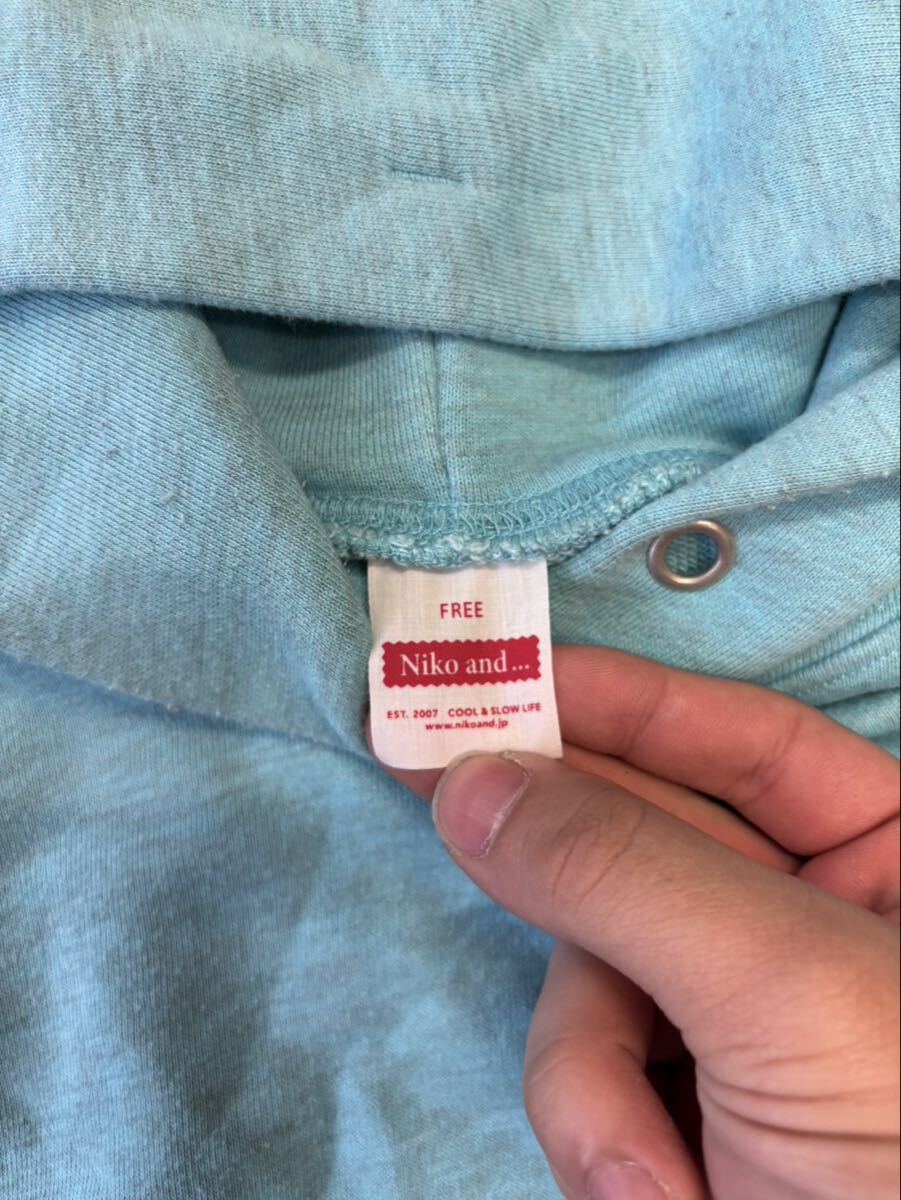 FREE
Niko and ...
EST. 2007 COOL & SLOW LIFE
www.nikoand.jp